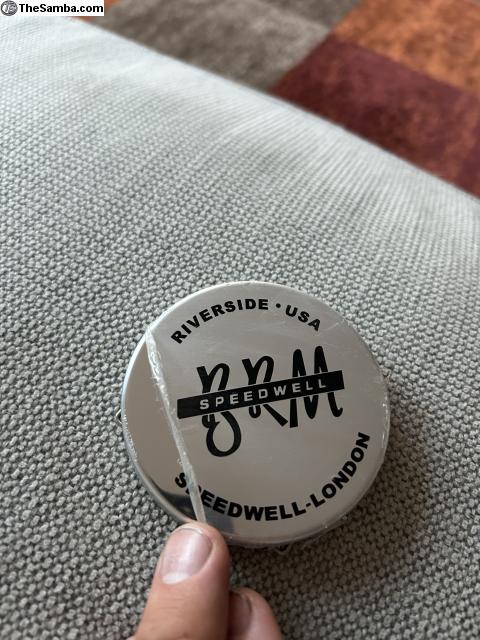 TheSamba.com
RIVERSIDE · USA
BRM
SPEEDWELL
SPEEDWELL-LONDON